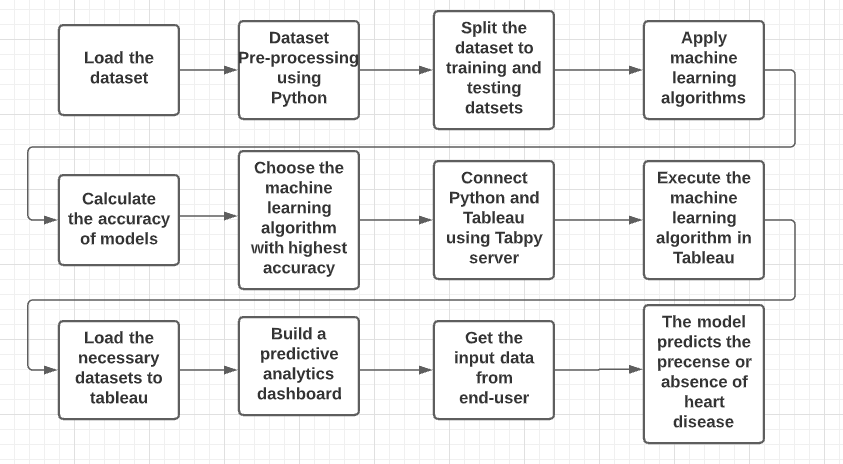 Load the
dataset
Dataset
Pre-processing
using
Python
Split the
dataset to
training and
testing
datsets
Apply
machine
learning
algorithms
Calculate
the accuracy
of models
Choose the
machine
learning
algorithm
with highest
accuracy
Connect
Python and
Tableau
using Tabpy
server
Execute the
machine
learning
algorithm in
Tableau
Load the
necessary
datasets to
tableau
Build a
predictive
analytics
dashboard
Get the
input data
from
end-user
The model
predicts the
precense or
absence of
heart
disease